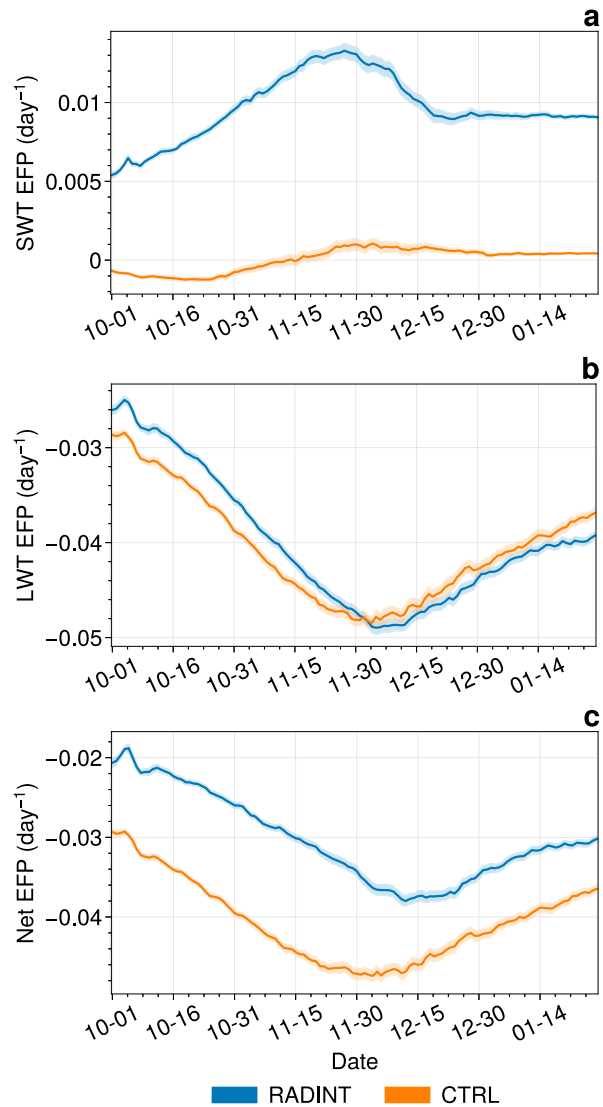 a
SWT EFP (day⁻¹)
0.01
0.005
0
10-01 10-16 10-31 11-15 11-30 12-15 12-30 01-14
b
LWT EFP (day⁻¹)
−0.03
−0.04
−0.05
10-01 10-16 10-31 11-15 11-30 12-15 12-30 01-14
c
Net EFP (day⁻¹)
−0.02
−0.03
−0.04
10-01 10-16 10-31 11-15 11-30 12-15 12-30 01-14
Date
RADINT CTRL